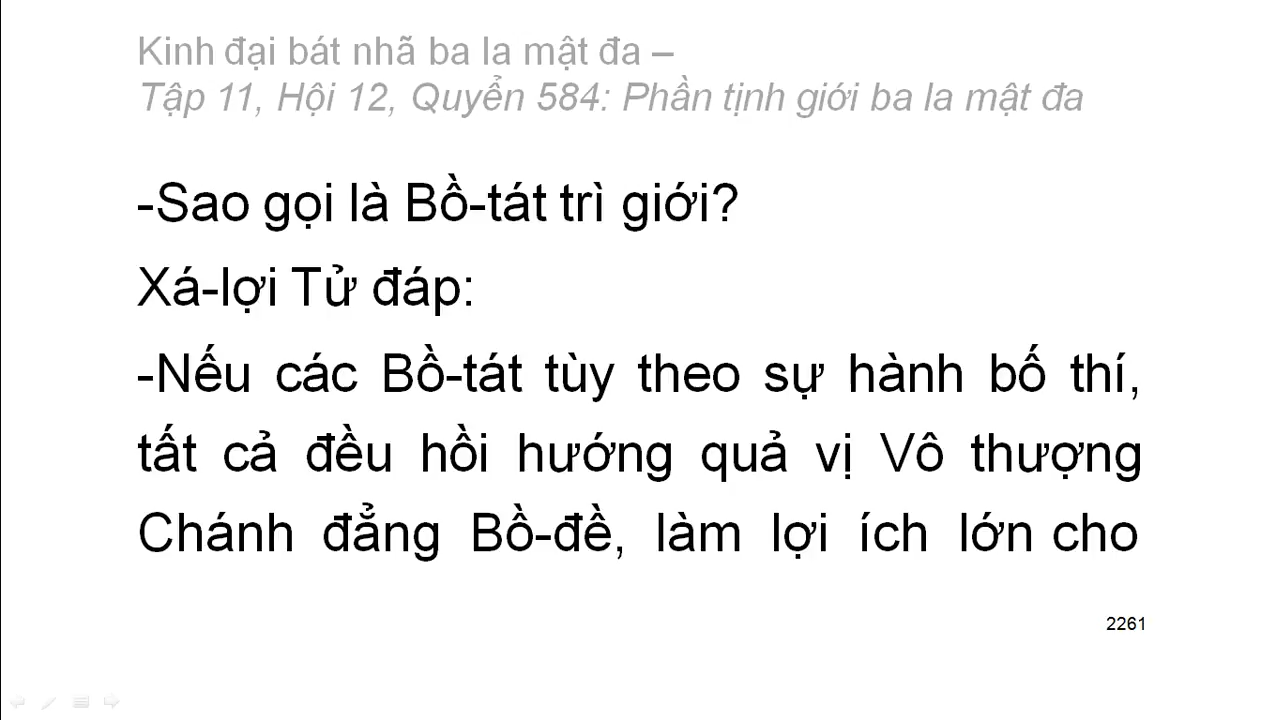 Kinh đại bát nhã ba la mật đa –
Tập 11, Hội 12, Quyển 584: Phần tịnh giới ba la mật đa
-Sao gọi là Bồ-tát trì giới?
Xá-lợi Tử đáp:
-Nếu các Bồ-tát tùy theo sự hành bố thí,
tất cả đều hồi hướng quả vị Vô thượng
Chánh đẳng Bồ-đề, làm lợi ích lớn cho
2261